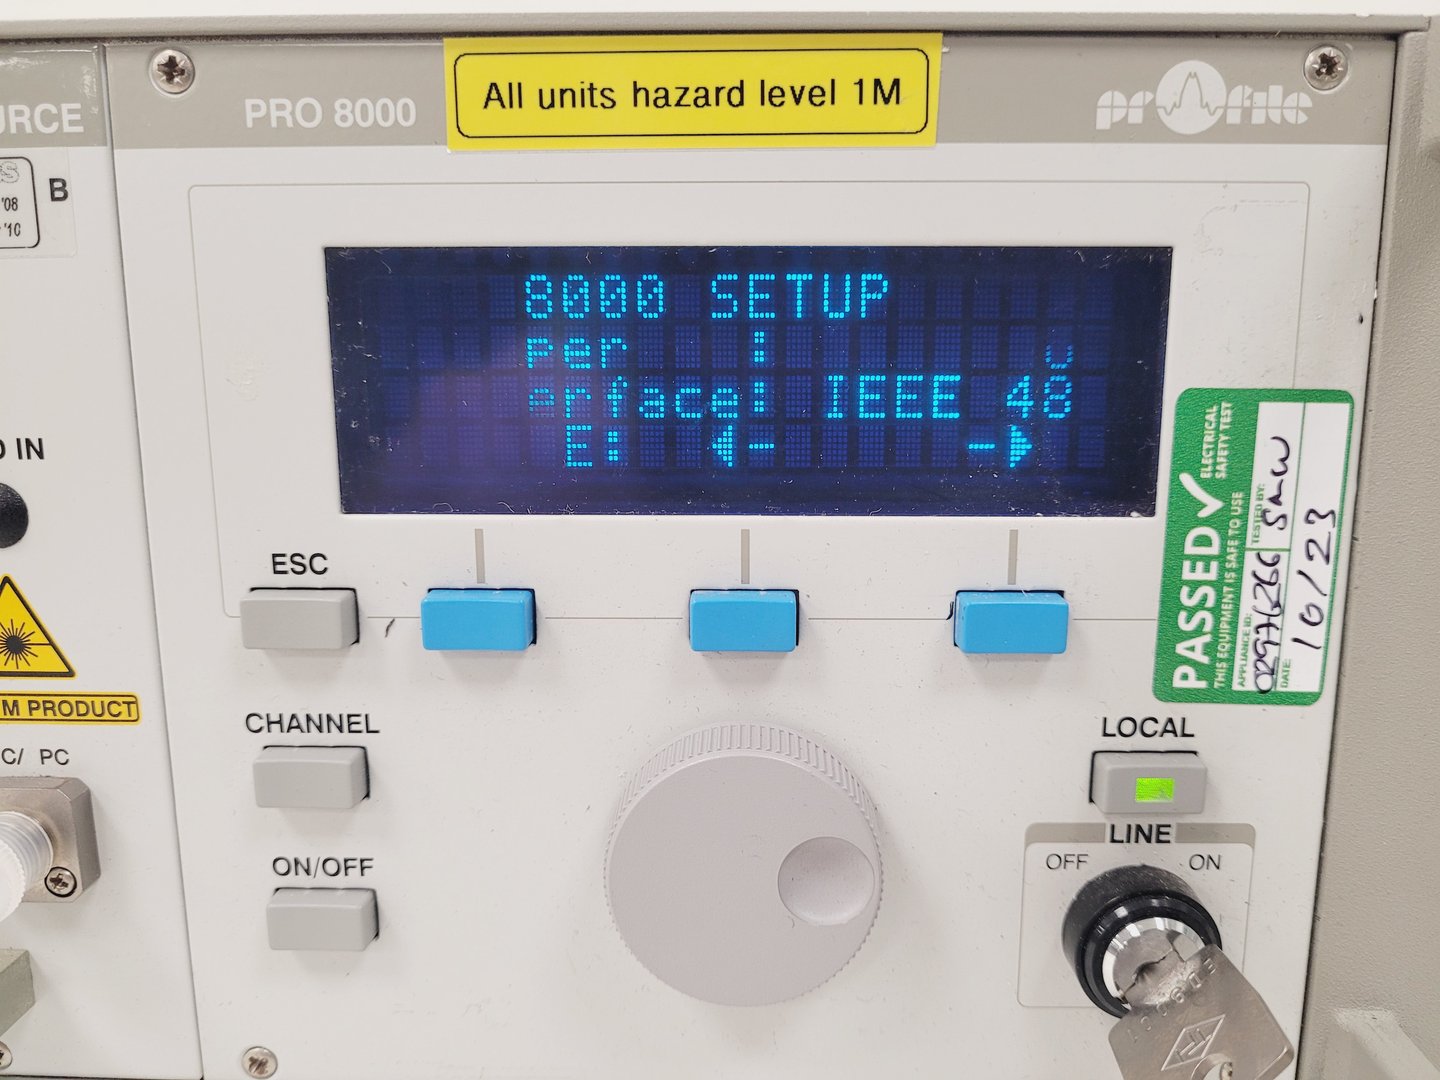 URCE
PRO 8000
All units hazard level 1M
profile
B
'08
'10
8000 SETUP
per :
erface: IEEE 48
E: ←- -→
D IN
M PRODUCT
C/ PC
ESC
CHANNEL
ON/OFF
LOCAL
LINE
OFF
ON
PASSED
ELECTRICAL
SAFETY TEST
THIS EQUIPMENT IS SAFE TO USE
APPLIANCE ID:
TESTED BY:
DATE:
10/23